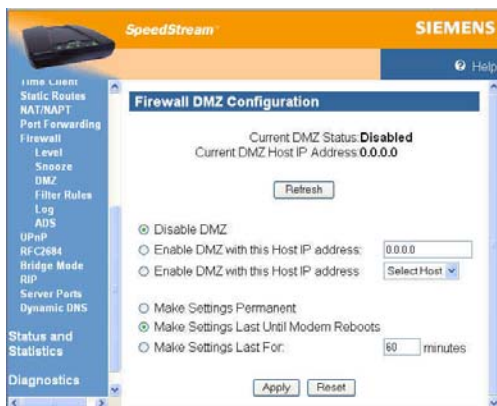 SpeedStream
SIEMENS
Help
Time Client
Static Routes
NAT/NAPT
Port Forwarding
Firewall
Level
Snooze
DMZ
Filter Rules
Log
ADS
UPnP
RFC2684
Bridge Mode
RIP
Server Ports
Dynamic DNS
Status and
Statistics
Diagnostics
Firewall DMZ Configuration
Current DMZ Status:Disabled
Current DMZ Host IP Address:0.0.0.0
Refresh
Disable DMZ
Enable DMZ with this Host IP address: 0.0.0.0
Enable DMZ with this Host IP address Select Host
Make Settings Permanent
Make Settings Last Until Modem Reboots
Make Settings Last For: 60 minutes
Apply Reset